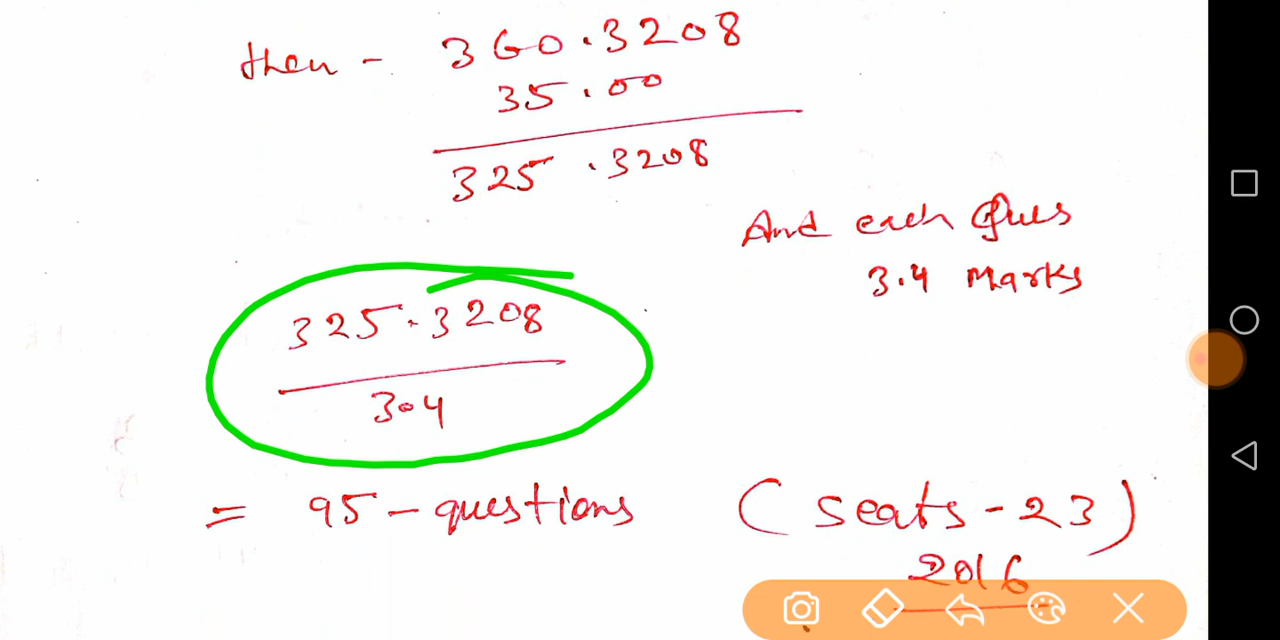 then - 360.3208
35.00
325.3208
And each Ques
3.4 Marks
325.3208
3.4
= 95-questions (seats-23)
2016